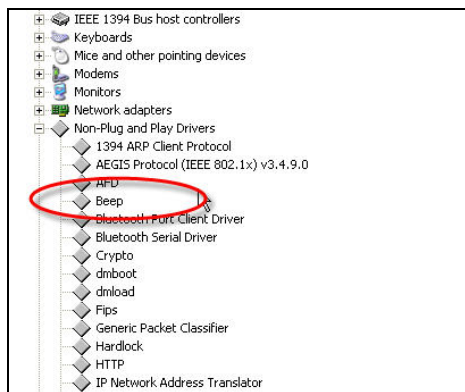 IEEE 1394 Bus host controllers
Keyboards
Mice and other pointing devices
Modems
Monitors
Network adapters
Non-Plug and Play Drivers
1394 ARP Client Protocol
AEGIS Protocol (IEEE 802.1x) v3.4.9.0
AFD
Beep
Bluetooth Port Client Driver
Bluetooth Serial Driver
Crypto
dmboot
dmload
Fips
Generic Packet Classifier
Hardlock
HTTP
IP Network Address Translator